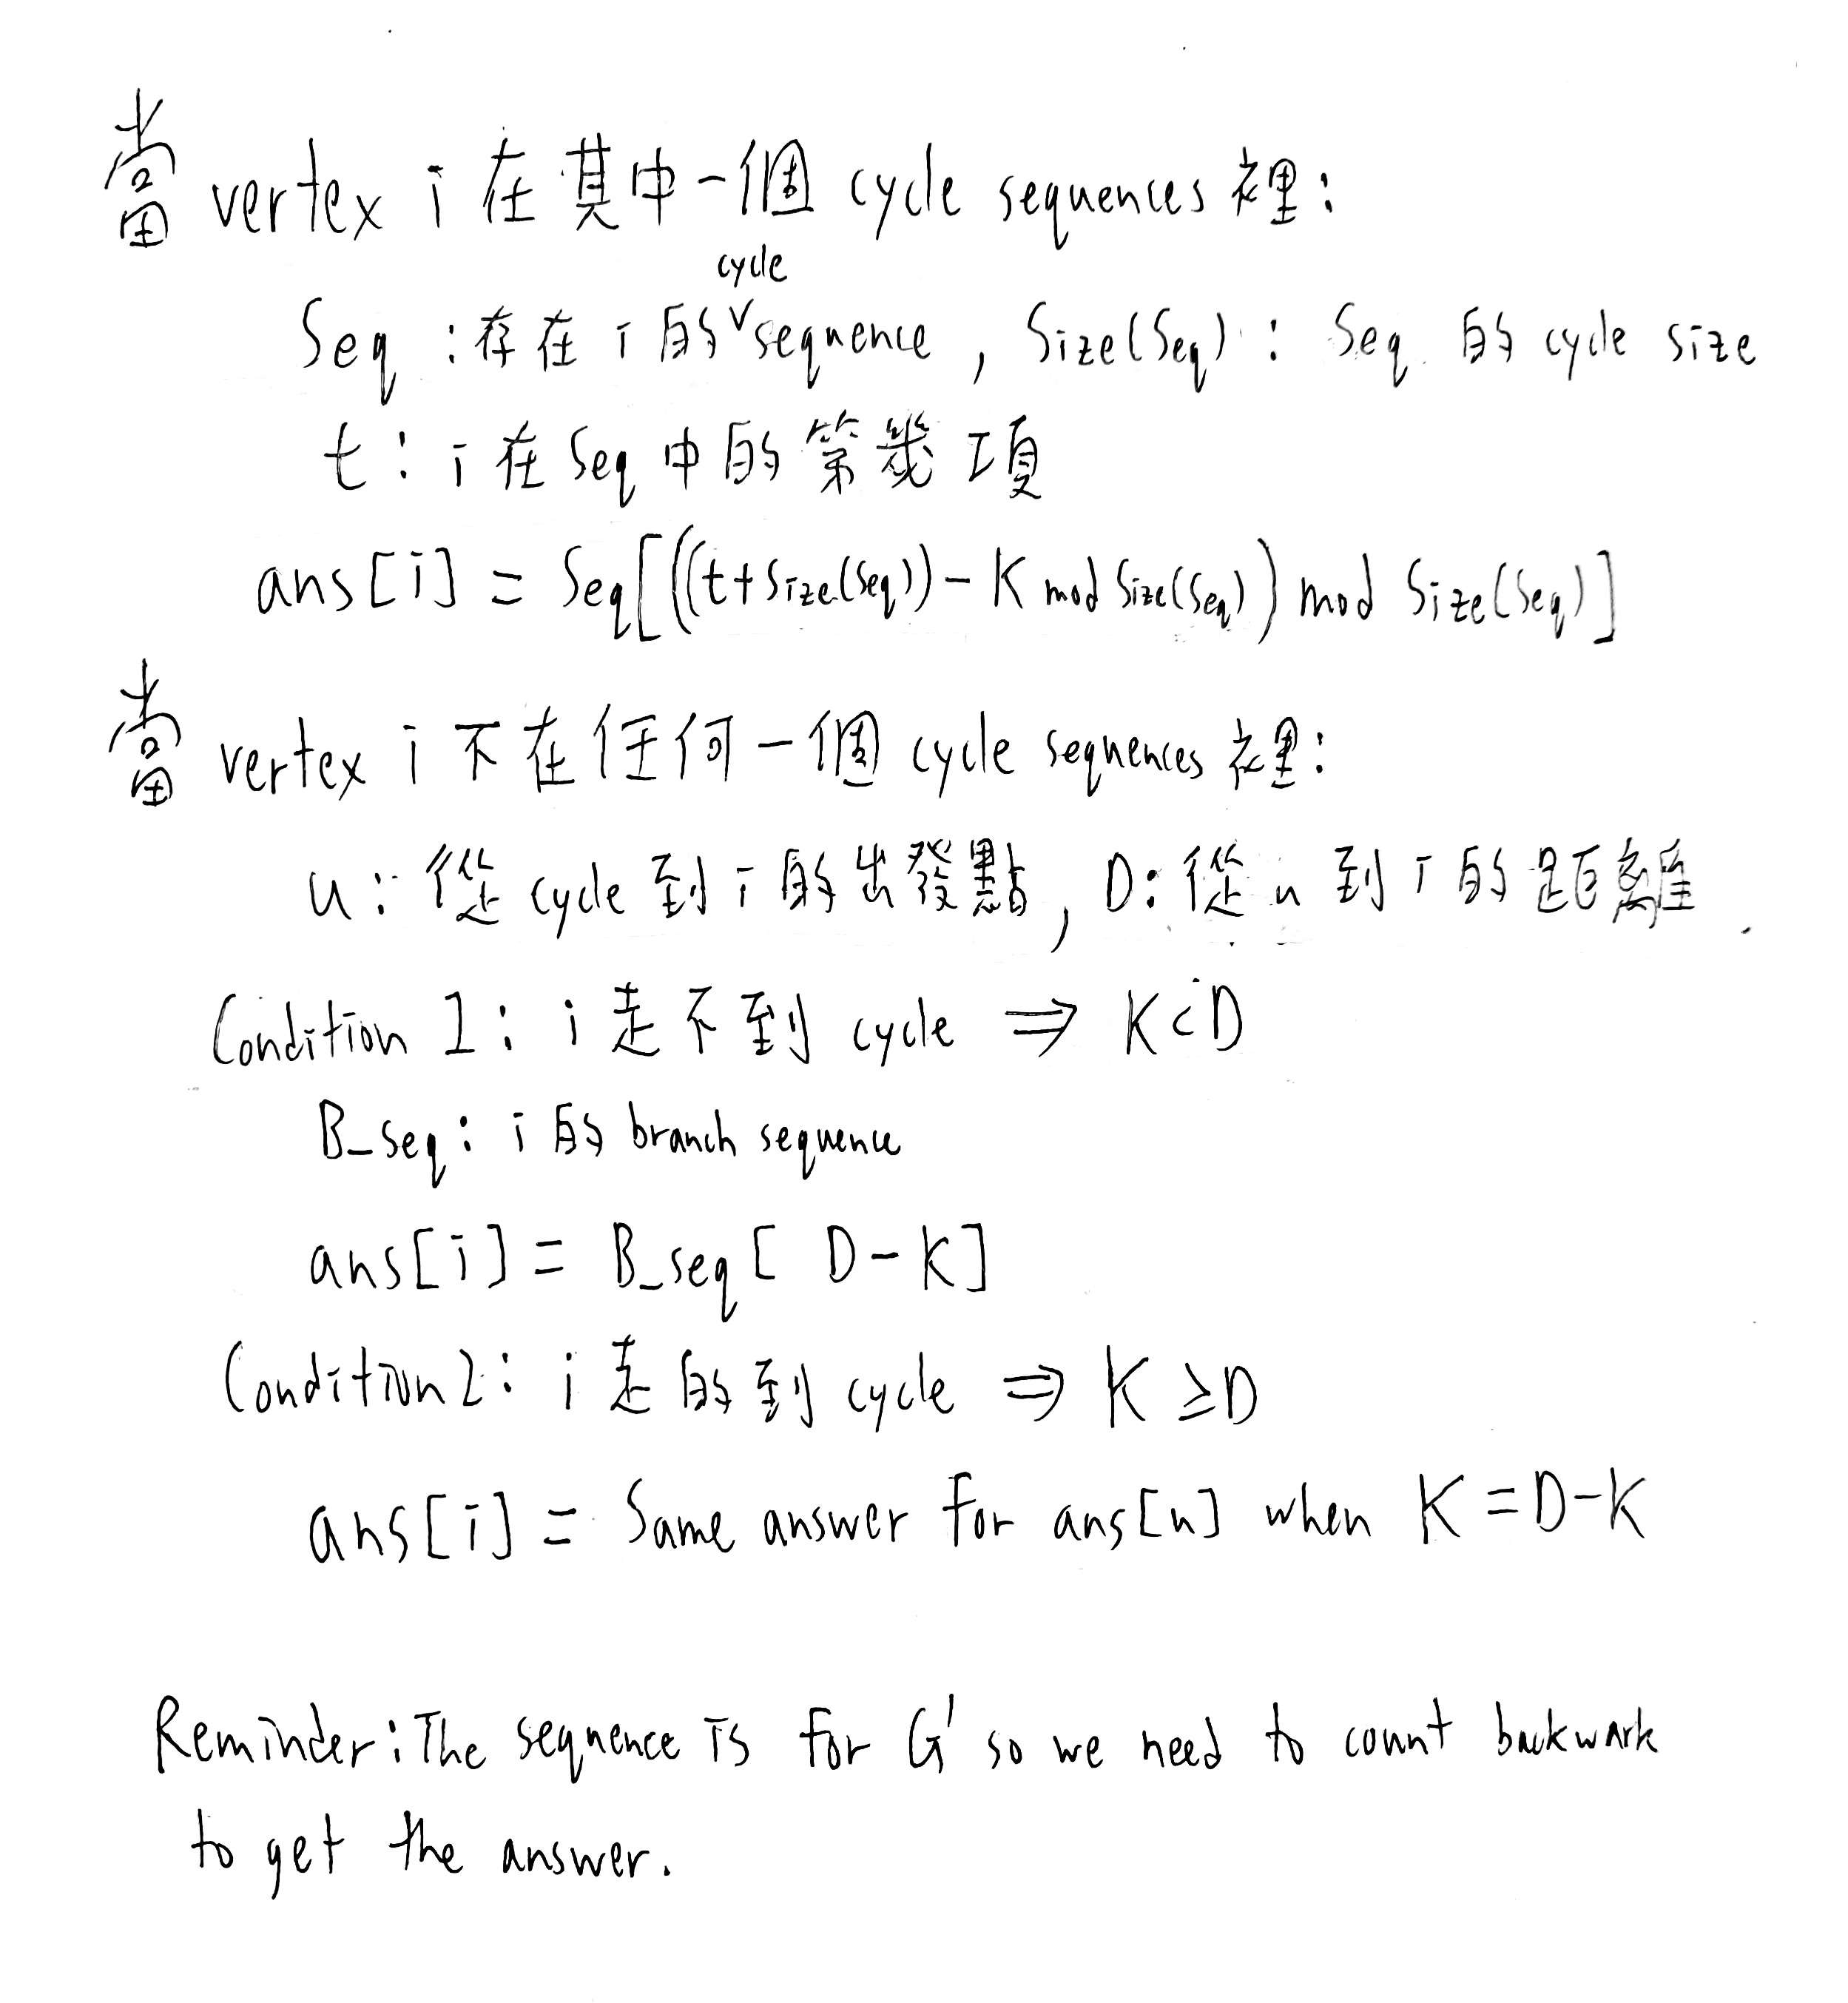 當 vertex i 在其中一個 cycle sequences 裡:
cycle
Seq : 存在 i 的 ∨ sequence , Size(Seq) : Seq 的 cycle size
t : i 在 Seq 中的第幾項
ans[i] = Seq[((t+Size(Seq))-K mod Size(Seq)) mod Size(Seq)]
當 vertex i 不在任何一個 cycle sequences 裡:
u: 從 cycle 到 i 的出發點, D: 從 u 到 i 的距離
Condition 1: i 走不到 cycle ⇒ K<D
B_seq: i 的 branch sequence
ans[i] = B_seq[ D-K]
Condition 2: i 走的到 cycle ⇒ K ≥D
ans[i] = Same answer for ans[u] when K=D-K
Reminder: The sequence is for G' so we need to count backwark
to get the answer.